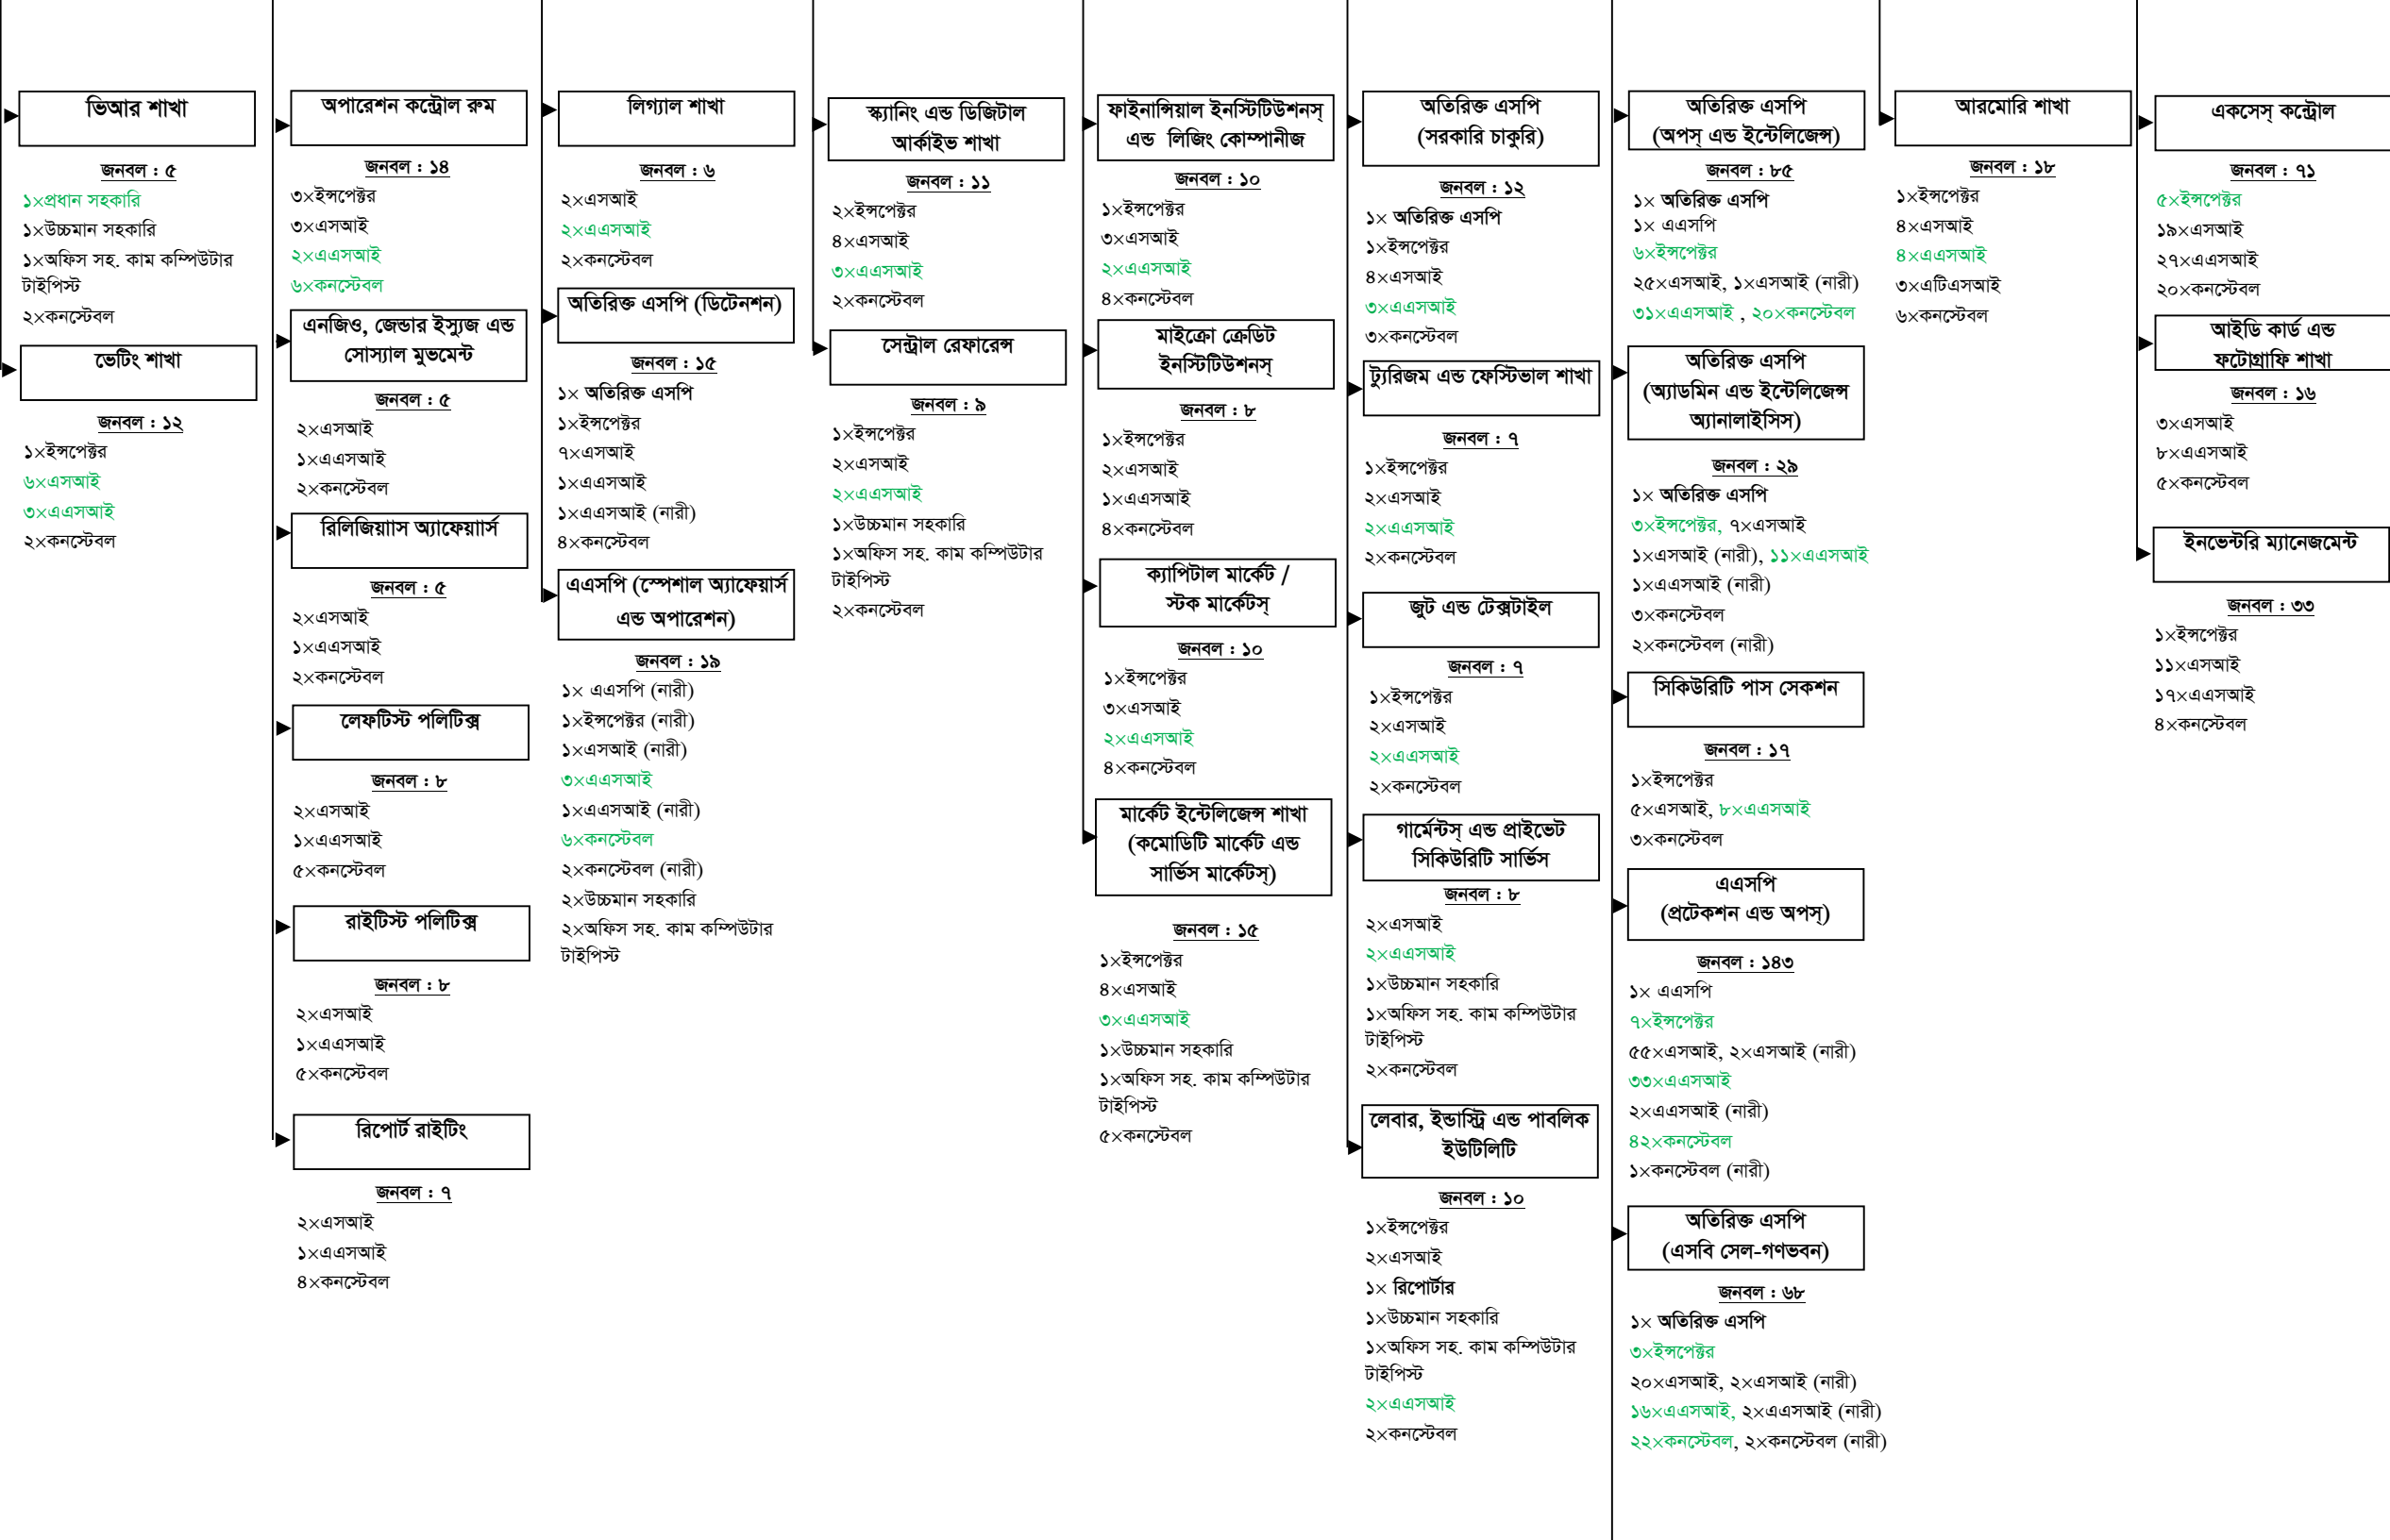 ভিআর শাখা
জনবল : ৫
১×প্রধান সহকারি
১×উচ্চমান সহকারি
১×অফিস সহ. কাম কম্পিউটার
টাইপিস্ট
২×কনস্টেবল
ভেটিং শাখা
জনবল : ১২
১×ইন্সপেক্টর
৬×এসআই
৩×এএসআই
২×কনস্টেবল
অপারেশন কন্ট্রোল রুম
জনবল : ১৪
৩×ইন্সপেক্টর
৩×এসআই
২×এএসআই
৬×কনস্টেবল
এনজিও, জেন্ডার ইস্যুজ এন্ড
সোস্যাল মুভমেন্ট
জনবল : ৫
২×এসআই
১×এএসআই
২×কনস্টেবল
রিলিজিয়াাস অ্যাফেয়াার্স
জনবল : ৫
২×এসআই
১×এএসআই
২×কনস্টেবল
লেফটিস্ট পলিটিক্স
জনবল : ৮
২×এসআই
১×এএসআই
৫×কনস্টেবল
রাইটিস্ট পলিটিক্স
জনবল : ৮
২×এসআই
১×এএসআই
৫×কনস্টেবল
রিপোর্ট রাইটিং
জনবল : ৭
২×এসআই
১×এএসআই
৪×কনস্টেবল
লিগ্যাল শাখা
জনবল : ৬
২×এসআই
২×এএসআই
২×কনস্টেবল
অতিরিক্ত এসপি (ডিটেনশন)
জনবল : ১৫
১× অতিরিক্ত এসপি
১×ইন্সপেক্টর
৭×এসআই
১×এএসআই
১×এএসআই (নারী)
৪×কনস্টেবল
এএসপি (স্পেশাল অ্যাফেয়ার্স
এন্ড অপারেশন)
জনবল : ১৯
১× এএসপি (নারী)
১×ইন্সপেক্টর (নারী)
১×এসআই (নারী)
৩×এএসআই
১×এএসআই (নারী)
৬×কনস্টেবল
২×কনস্টেবল (নারী)
২×উচ্চমান সহকারি
২×অফিস সহ. কাম কম্পিউটার
টাইপিস্ট
স্ক্যানিং এন্ড ডিজিটাল
আর্কাইভ শাখা
জনবল : ১১
২×ইন্সপেক্টর
৪×এসআই
৩×এএসআই
২×কনস্টেবল
সেন্ট্রাল রেফারেন্স
জনবল : ৯
১×ইন্সপেক্টর
২×এসআই
২×এএসআই
১×উচ্চমান সহকারি
১×অফিস সহ. কাম কম্পিউটার
টাইপিস্ট
২×কনস্টেবল
ফাইনান্সিয়াল ইনস্টিটিউশনস্
এন্ড লিজিং কোম্পানীজ
জনবল : ১০
১×ইন্সপেক্টর
৩×এসআই
২×এএসআই
৪×কনস্টেবল
মাইক্রো ক্রেডিট
ইনস্টিটিউশনস্
জনবল : ৮
১×ইন্সপেক্টর
২×এসআই
১×এএসআই
৪×কনস্টেবল
ক্যাপিটাল মার্কেট /
স্টক মার্কেটস্
জনবল : ১০
১×ইন্সপেক্টর
৩×এসআই
২×এএসআই
৪×কনস্টেবল
মার্কেট ইন্টেলিজেন্স শাখা
(কমোডিটি মার্কেট এন্ড
সার্ভিস মার্কেটস্)
জনবল : ১৫
১×ইন্সপেক্টর
৪×এসআই
৩×এএসআই
১×উচ্চমান সহকারি
১×অফিস সহ. কাম কম্পিউটার
টাইপিস্ট
৫×কনস্টেবল
অতিরিক্ত এসপি
(সরকারি চাকুরি)
জনবল : ১২
১× অতিরিক্ত এসপি
১×ইন্সপেক্টর
৪×এসআই
৩×এএসআই
৩×কনস্টেবল
ট্যুরিজম এন্ড ফেস্টিভাল শাখা
জনবল : ৭
১×ইন্সপেক্টর
২×এসআই
২×এএসআই
২×কনস্টেবল
জুট এন্ড টেক্সটাইল
জনবল : ৭
১×ইন্সপেক্টর
২×এসআই
২×এএসআই
২×কনস্টেবল
গার্মেন্টস্ এন্ড প্রাইভেট
সিকিউরিটি সার্ভিস
জনবল : ৮
২×এসআই
২×এএসআই
১×উচ্চমান সহকারি
১×অফিস সহ. কাম কম্পিউটার
টাইপিস্ট
২×কনস্টেবল
লেবার, ইন্ডাস্ট্রি এন্ড পাবলিক
ইউটিলিটি
জনবল : ১০
১×ইন্সপেক্টর
২×এসআই
১× রিপোর্টার
১×উচ্চমান সহকারি
১×অফিস সহ. কাম কম্পিউটার
টাইপিস্ট
২×এএসআই
২×কনস্টেবল
অতিরিক্ত এসপি
(অপস্ এন্ড ইন্টেলিজেন্স)
জনবল : ৮৫
১× অতিরিক্ত এসপি
১× এএসপি
৬×ইন্সপেক্টর
২৫×এসআই, ১×এসআই (নারী)
৩১×এএসআই , ২০×কনস্টেবল
অতিরিক্ত এসপি
(অ্যাডমিন এন্ড ইন্টেলিজেন্স
অ্যানালাইসিস)
জনবল : ২৯
১× অতিরিক্ত এসপি
৩×ইন্সপেক্টর, ৭×এসআই
১×এসআই (নারী), ১১×এএসআই
১×এএসআই (নারী)
৩×কনস্টেবল
২×কনস্টেবল (নারী)
সিকিউরিটি পাস সেকশন
জনবল : ১৭
১×ইন্সপেক্টর
৫×এসআই, ৮×এএসআই
৩×কনস্টেবল
এএসপি
(প্রটেকশন এন্ড অপস্)
জনবল : ১৪৩
১× এএসপি
৭×ইন্সপেক্টর
৫৫×এসআই, ২×এসআই (নারী)
৩৩×এএসআই
২×এএসআই (নারী)
৪২×কনস্টেবল
১×কনস্টেবল (নারী)
অতিরিক্ত এসপি
(এসবি সেল-গণভবন)
জনবল : ৬৮
১× অতিরিক্ত এসপি
৩×ইন্সপেক্টর
২০×এসআই, ২×এসআই (নারী)
১৬×এএসআই, ২×এএসআই (নারী)
২২×কনস্টেবল, ২×কনস্টেবল (নারী)
আরমোরি শাখা
জনবল : ১৮
১×ইন্সপেক্টর
৪×এসআই
৪×এএসআই
৩×এটিএসআই
৬×কনস্টেবল
একসেস্ কন্ট্রোল
জনবল : ৭১
৫×ইন্সপেক্টর
১৯×এসআই
২৭×এএসআই
২০×কনস্টেবল
আইডি কার্ড এন্ড
ফটোগ্রাফি শাখা
জনবল : ১৬
৩×এসআই
৮×এএসআই
৫×কনস্টেবল
ইনভেন্টরি ম্যানেজমেন্ট
জনবল : ৩৩
১×ইন্সপেক্টর
১১×এসআই
১৭×এএসআই
৪×কনস্টেবল